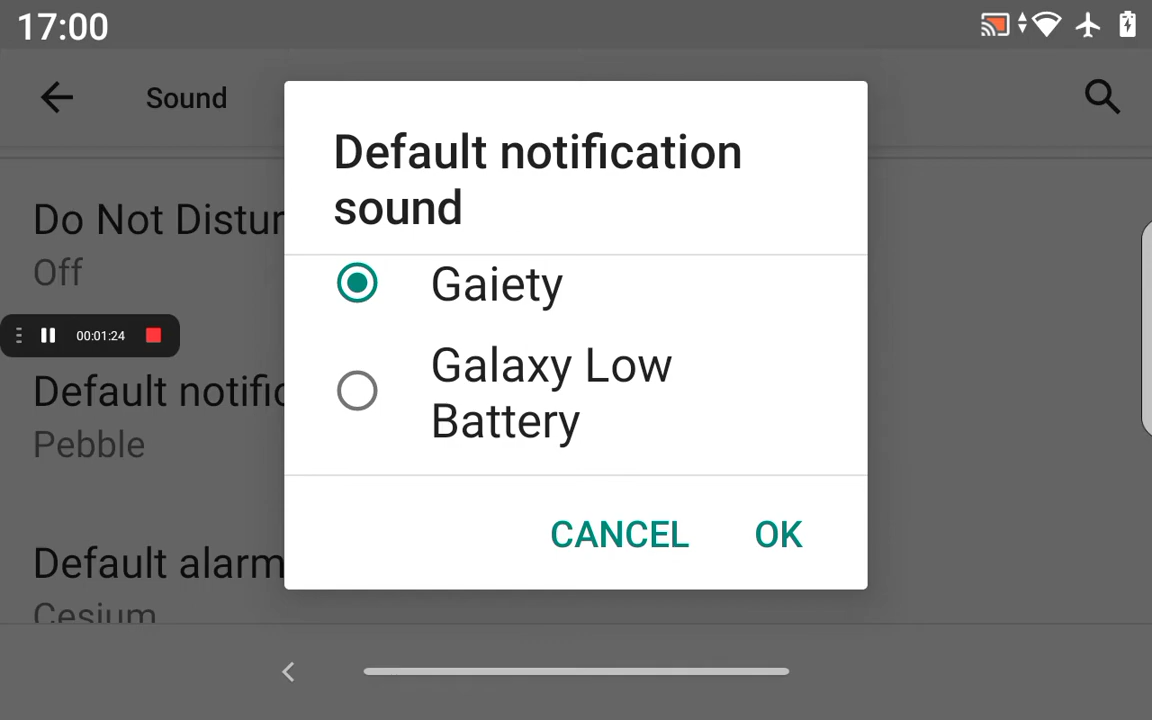 17:00
Sound
Default notification
sound
Do Not Distur
Off
Gaiety
00:01:24
Galaxy Low
Battery
Default notific
Pebble
CANCEL
OK
Default alarm
Cesium